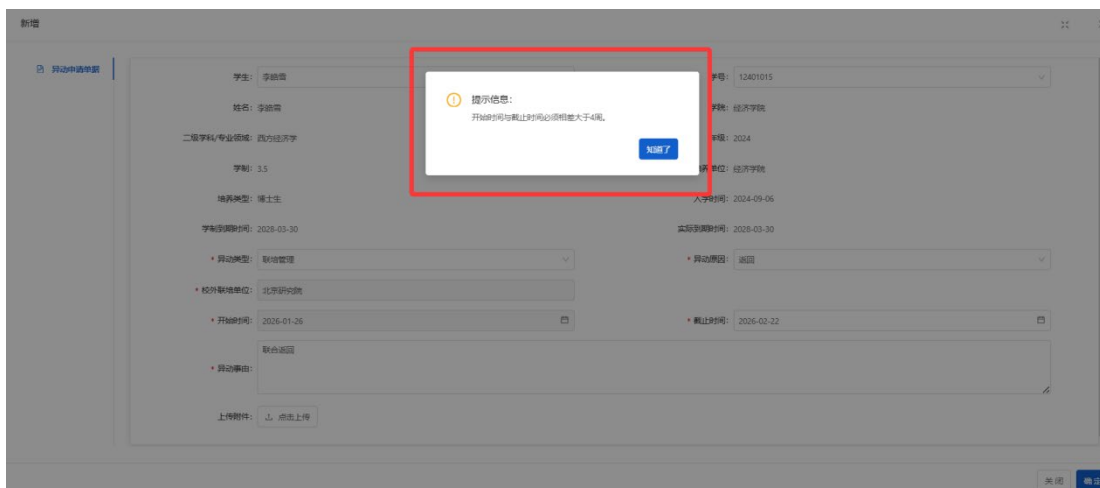 新增
异动申请单据
学生: 李皓霜
学号: 12401015
提示信息:
开始时间与截止时间必须相差大于4周。
知道了
姓名: 李皓霜
学院: 经济学院
二级学科/专业领域: 西方经济学
年级: 2024
学制: 3.5
单位: 经济学院
培养类型: 博士生
入学时间: 2024-09-06
学制到期时间: 2028-03-30
实际到期时间: 2028-03-30
* 异动类型: 联培管理
* 异动原因: 返回
* 校外联培单位: 北京研究院
* 开始时间: 2026-01-26
* 截止时间: 2026-02-22
* 异动事由: 联合返回
上传附件: 点击上传
关闭 确定